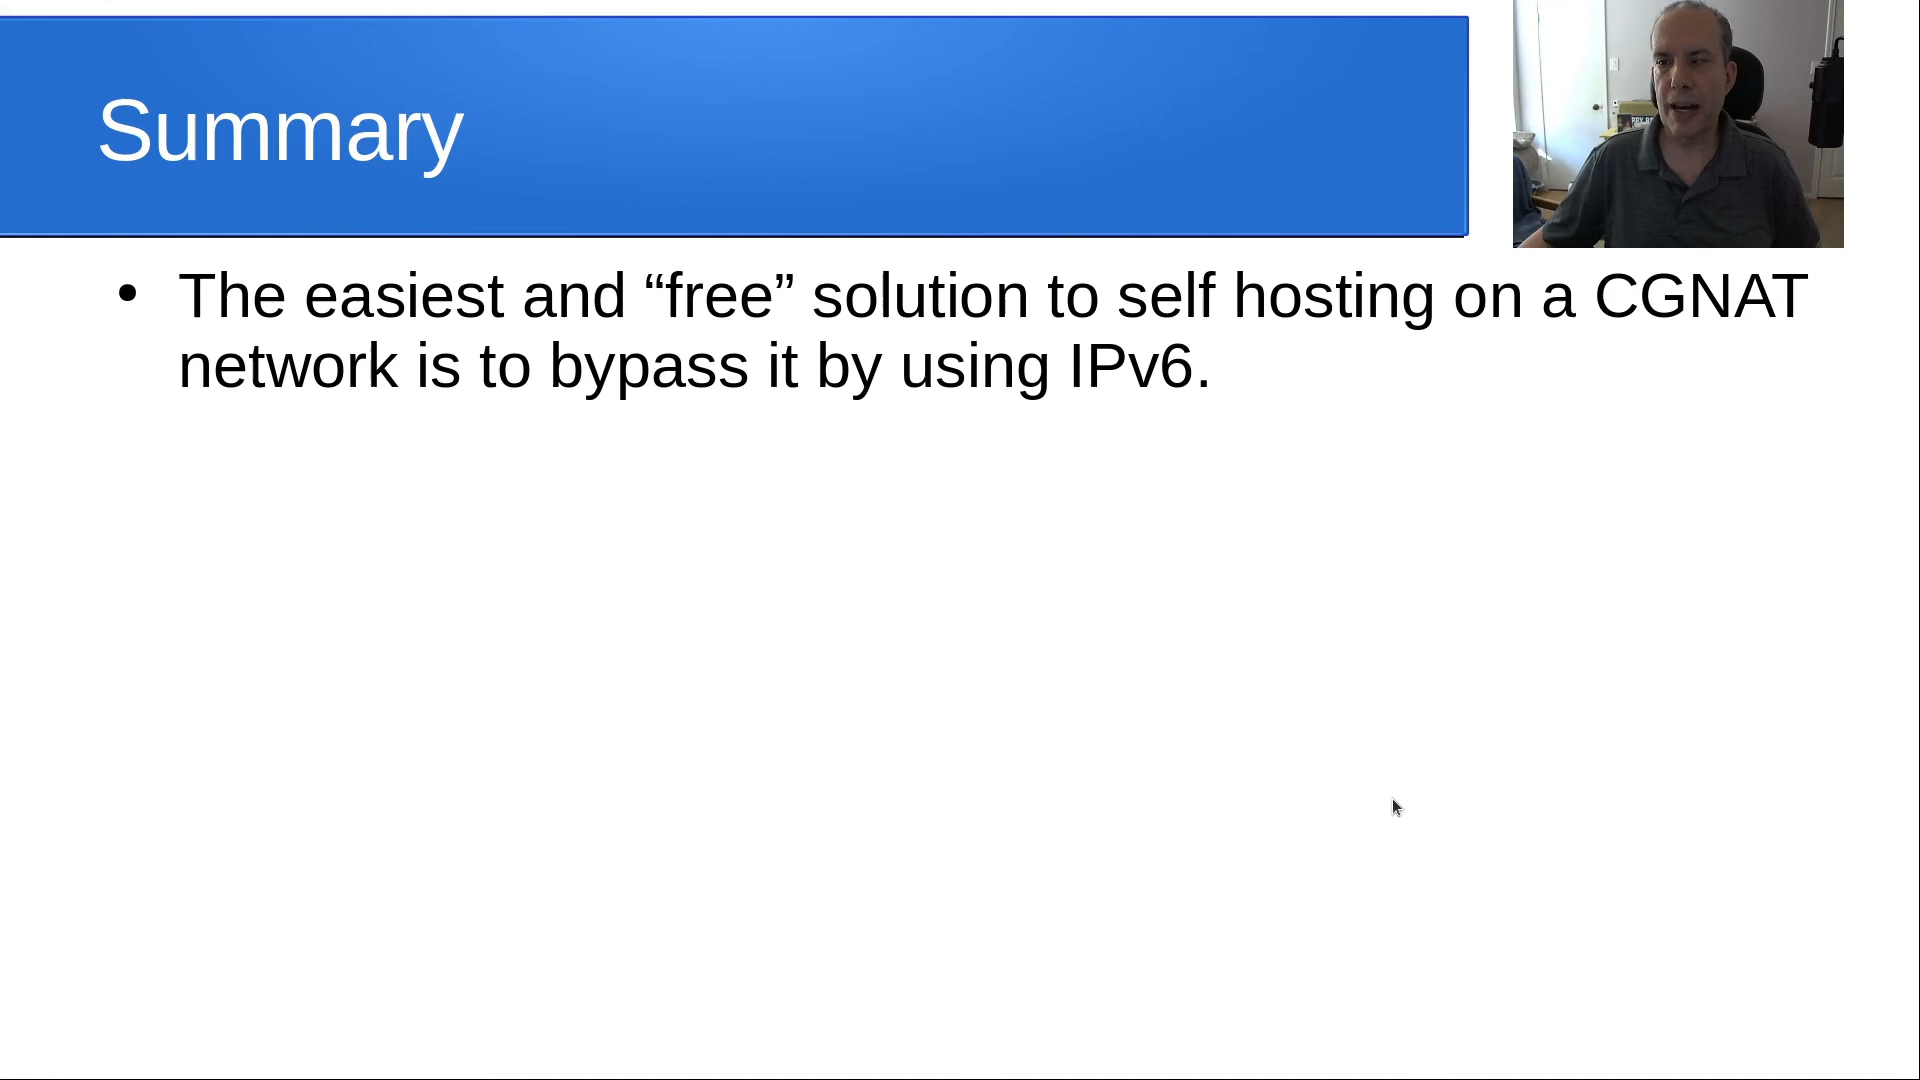 Summary
• The easiest and “free” solution to self hosting on a CGNAT
network is to bypass it by using IPv6.